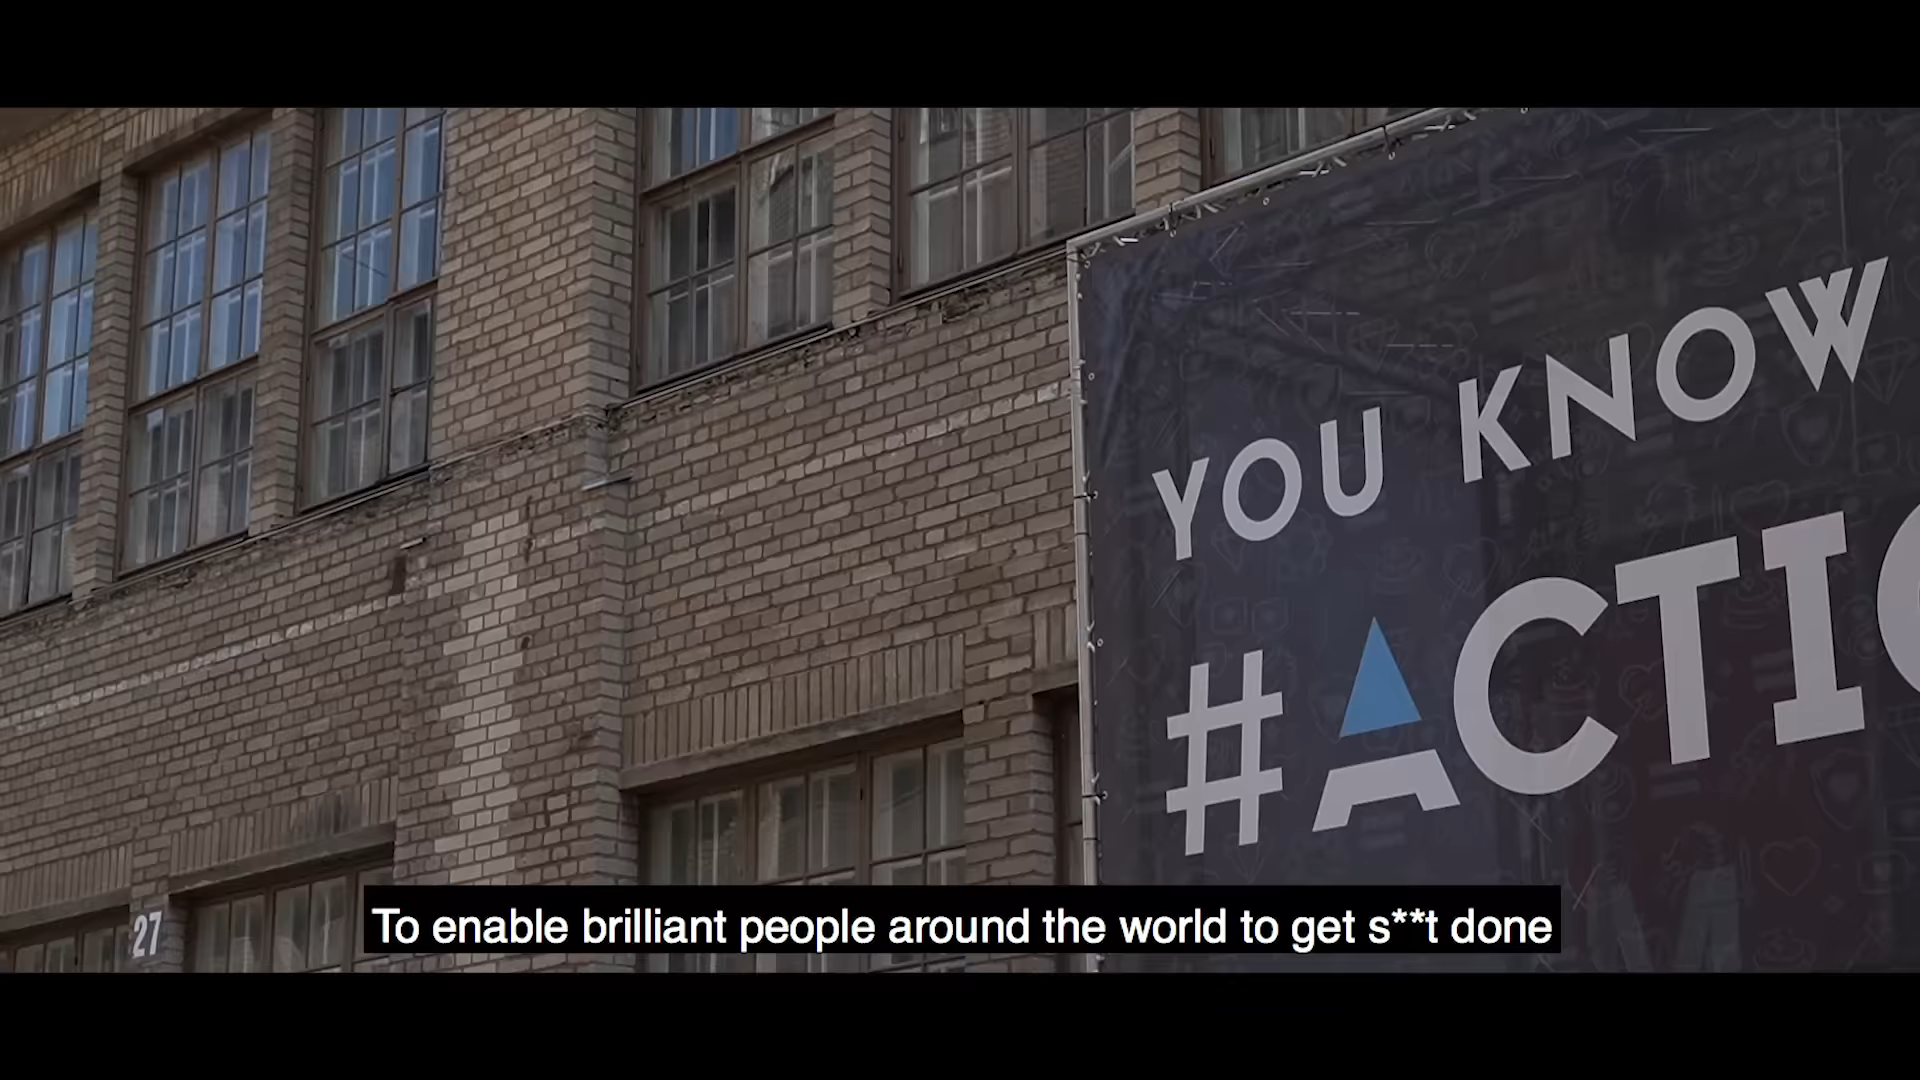 YOU KNOW
#ACTIO
27
To enable brilliant people around the world to get s**t done